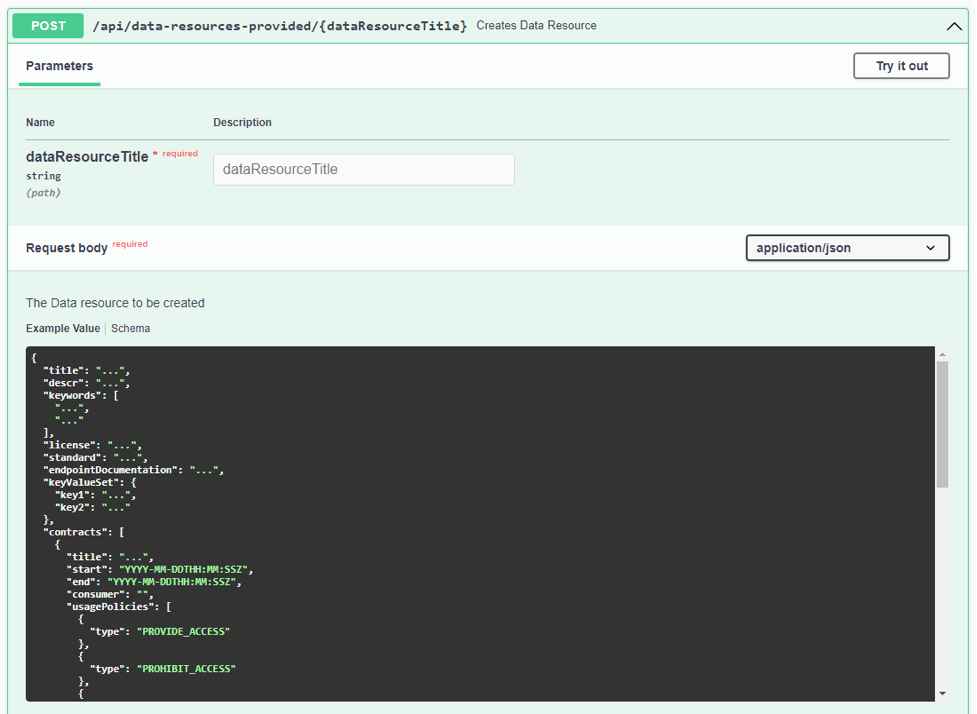 POST /api/data-resources-provided/{dataResourceTitle} Creates Data Resource
Parameters Try it out
Name Description
dataResourceTitle * required dataResourceTitle
string
(path)
Request body required application/json
The Data resource to be created
Example Value Schema
{
"title": "...",
"descr": "...",
"keywords": [
"...",
"..."
],
"license": "...",
"standard": "...",
"endpointDocumentation": "...",
"keyValueSet": {
"key1": "...",
"key2": "..."
},
"contracts": [
{
"title": "...",
"start": "YYYY-MM-DDTHH:MM:SSZ",
"end": "YYYY-MM-DDTHH:MM:SSZ",
"consumer": "",
"usagePolicies": [
{
"type": "PROVIDE_ACCESS"
},
{
"type": "PROHIBIT_ACCESS"
},
{